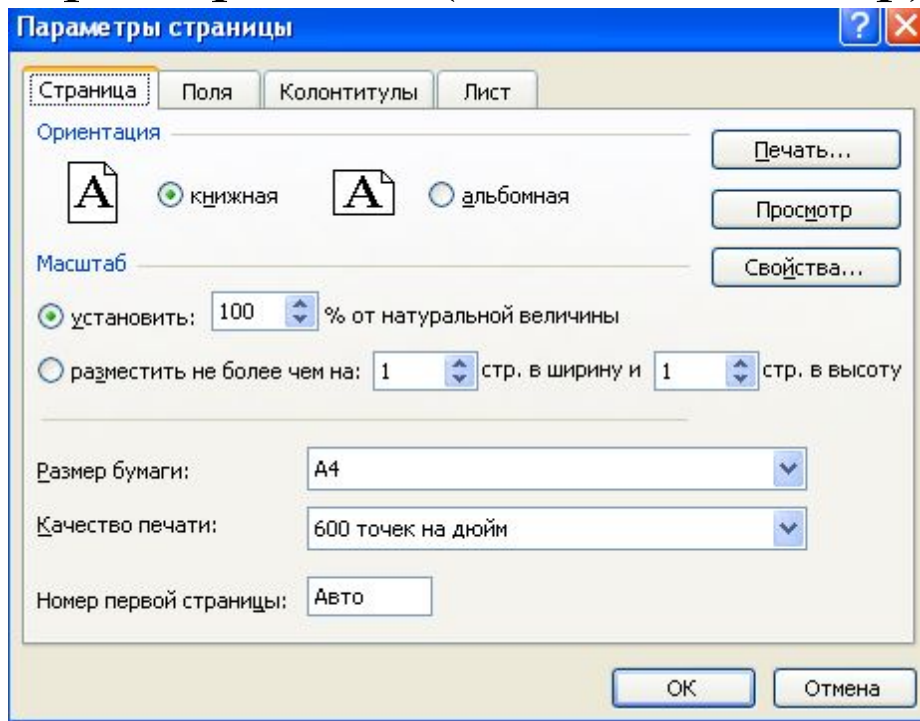 Параметры страницы
Страница Поля Колонтитулы Лист
Ориентация
Печать...
A книжная A альбомная
Просмотр
Масштаб
Свойства...
установить: 100 % от натуральной величины
разместить не более чем на: 1 стр. в ширину и 1 стр. в высоту
Размер бумаги: A4
Качество печати: 600 точек на дюйм
Номер первой страницы: Авто
ОК Отмена